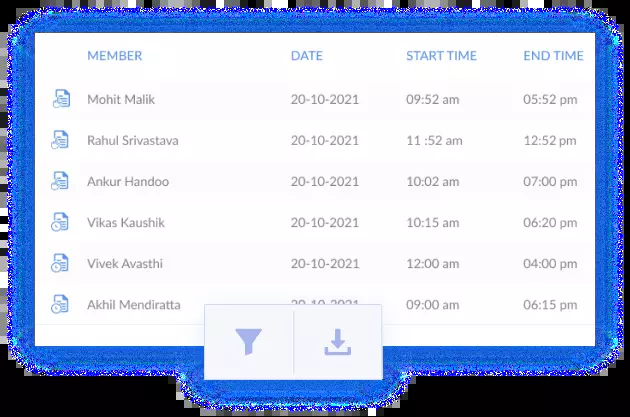 MEMBER DATE START TIME END TIME
Mohit Malik 20-10-2021 09:52 am 05:52 pm
Rahul Srivastava 20-10-2021 11 :52 am 12:52 pm
Ankur Handoo 20-10-2021 10:02 am 07:00 pm
Vikas Kaushik 20-10-2021 10:15 am 06:20 pm
Vivek Avasthi 20-10-2021 12:00 am 04:00 pm
Akhil Mendiratta 20-10-2021 09:00 am 06:15 pm